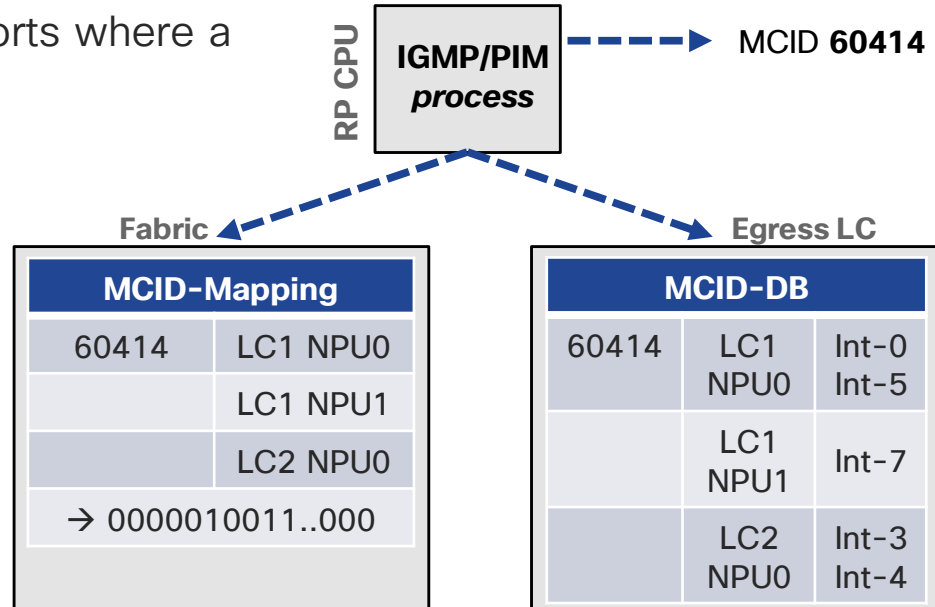 orts where a
RP CPU
IGMP/PIM
process
MCID 60414
Fabric
MCID-Mapping
60414 LC1 NPU0
LC1 NPU1
LC2 NPU0
→ 0000010011..000
Egress LC
MCID-DB
60414 LC1 NPU0 Int-0
Int-5
LC1 NPU1 Int-7
LC2 NPU0 Int-3
Int-4